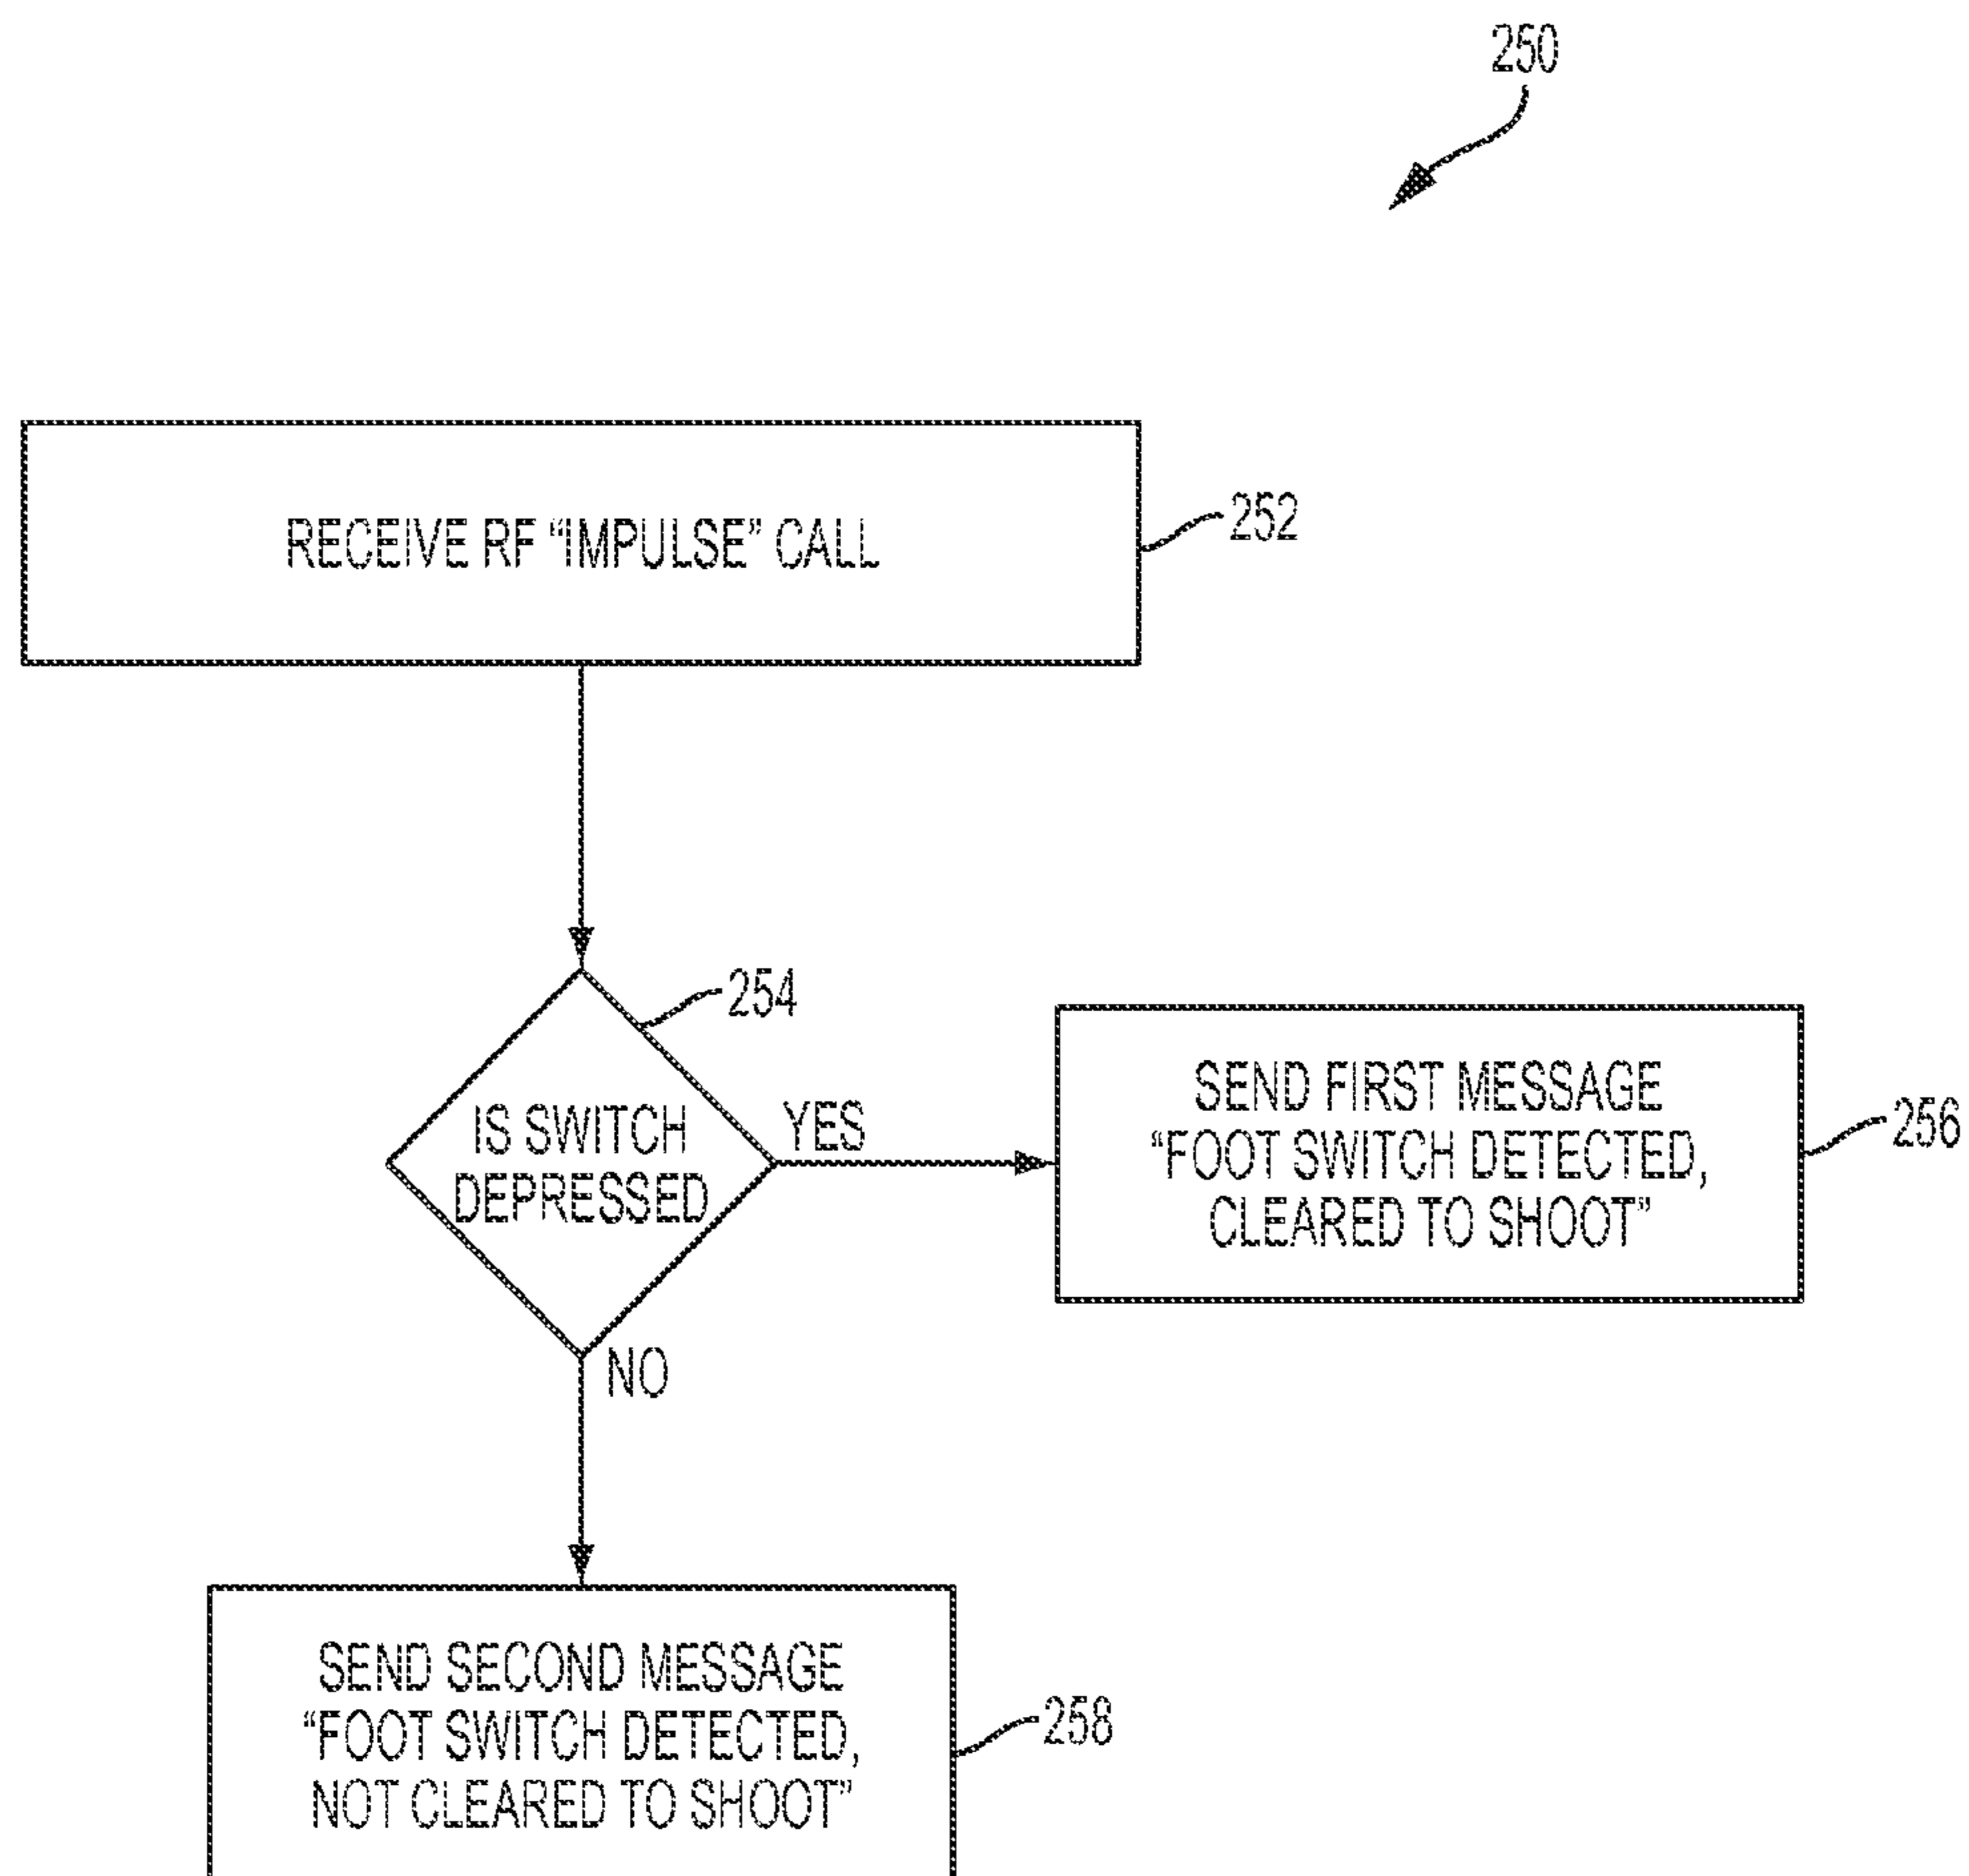 250
RECEIVE RF “IMPULSE” CALL
252
254
IS SWITCH
DEPRESSED
YES
SEND FIRST MESSAGE
“FOOT SWITCH DETECTED,
CLEARED TO SHOOT”
256
NO
SEND SECOND MESSAGE
“FOOT SWITCH DETECTED,
NOT CLEARED TO SHOOT”
258